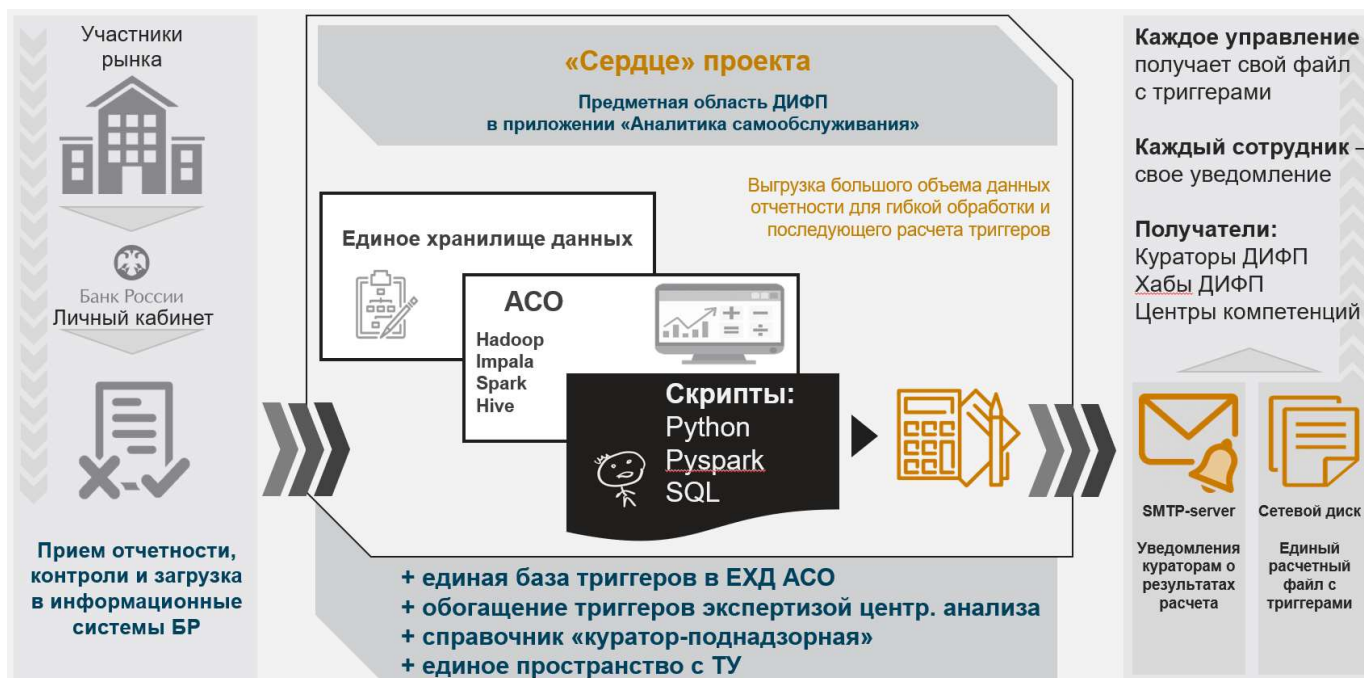 Участники
рынка
Банк России
Личный кабинет
Прием отчетности,
контроли и загрузка
в информационные
системы БР
«Сердце» проекта
Предметная область ДИФП
в приложении «Аналитика самообслуживания»
Выгрузка большого объема данных
отчетности для гибкой обработки и
последующего расчета триггеров
Единое хранилище данных
АСО
Hadoop
Impala
Spark
Hive
Скрипты:
Python
Pyspark
SQL
+ единая база триггеров в ЕХД АСО
+ обогащение триггеров экспертизой центр. анализа
+ справочник «куратор-поднадзорная»
+ единое пространство с ТУ
Каждое управление
получает свой файл
с триггерами
Каждый сотрудник –
свое уведомление
Получатели:
Кураторы ДИФП
Хабы ДИФП
Центры компетенций
SMTP-server
Уведомления
кураторам о
результатах
расчета
Сетевой диск
Единый
расчетный
файл с
триггерами